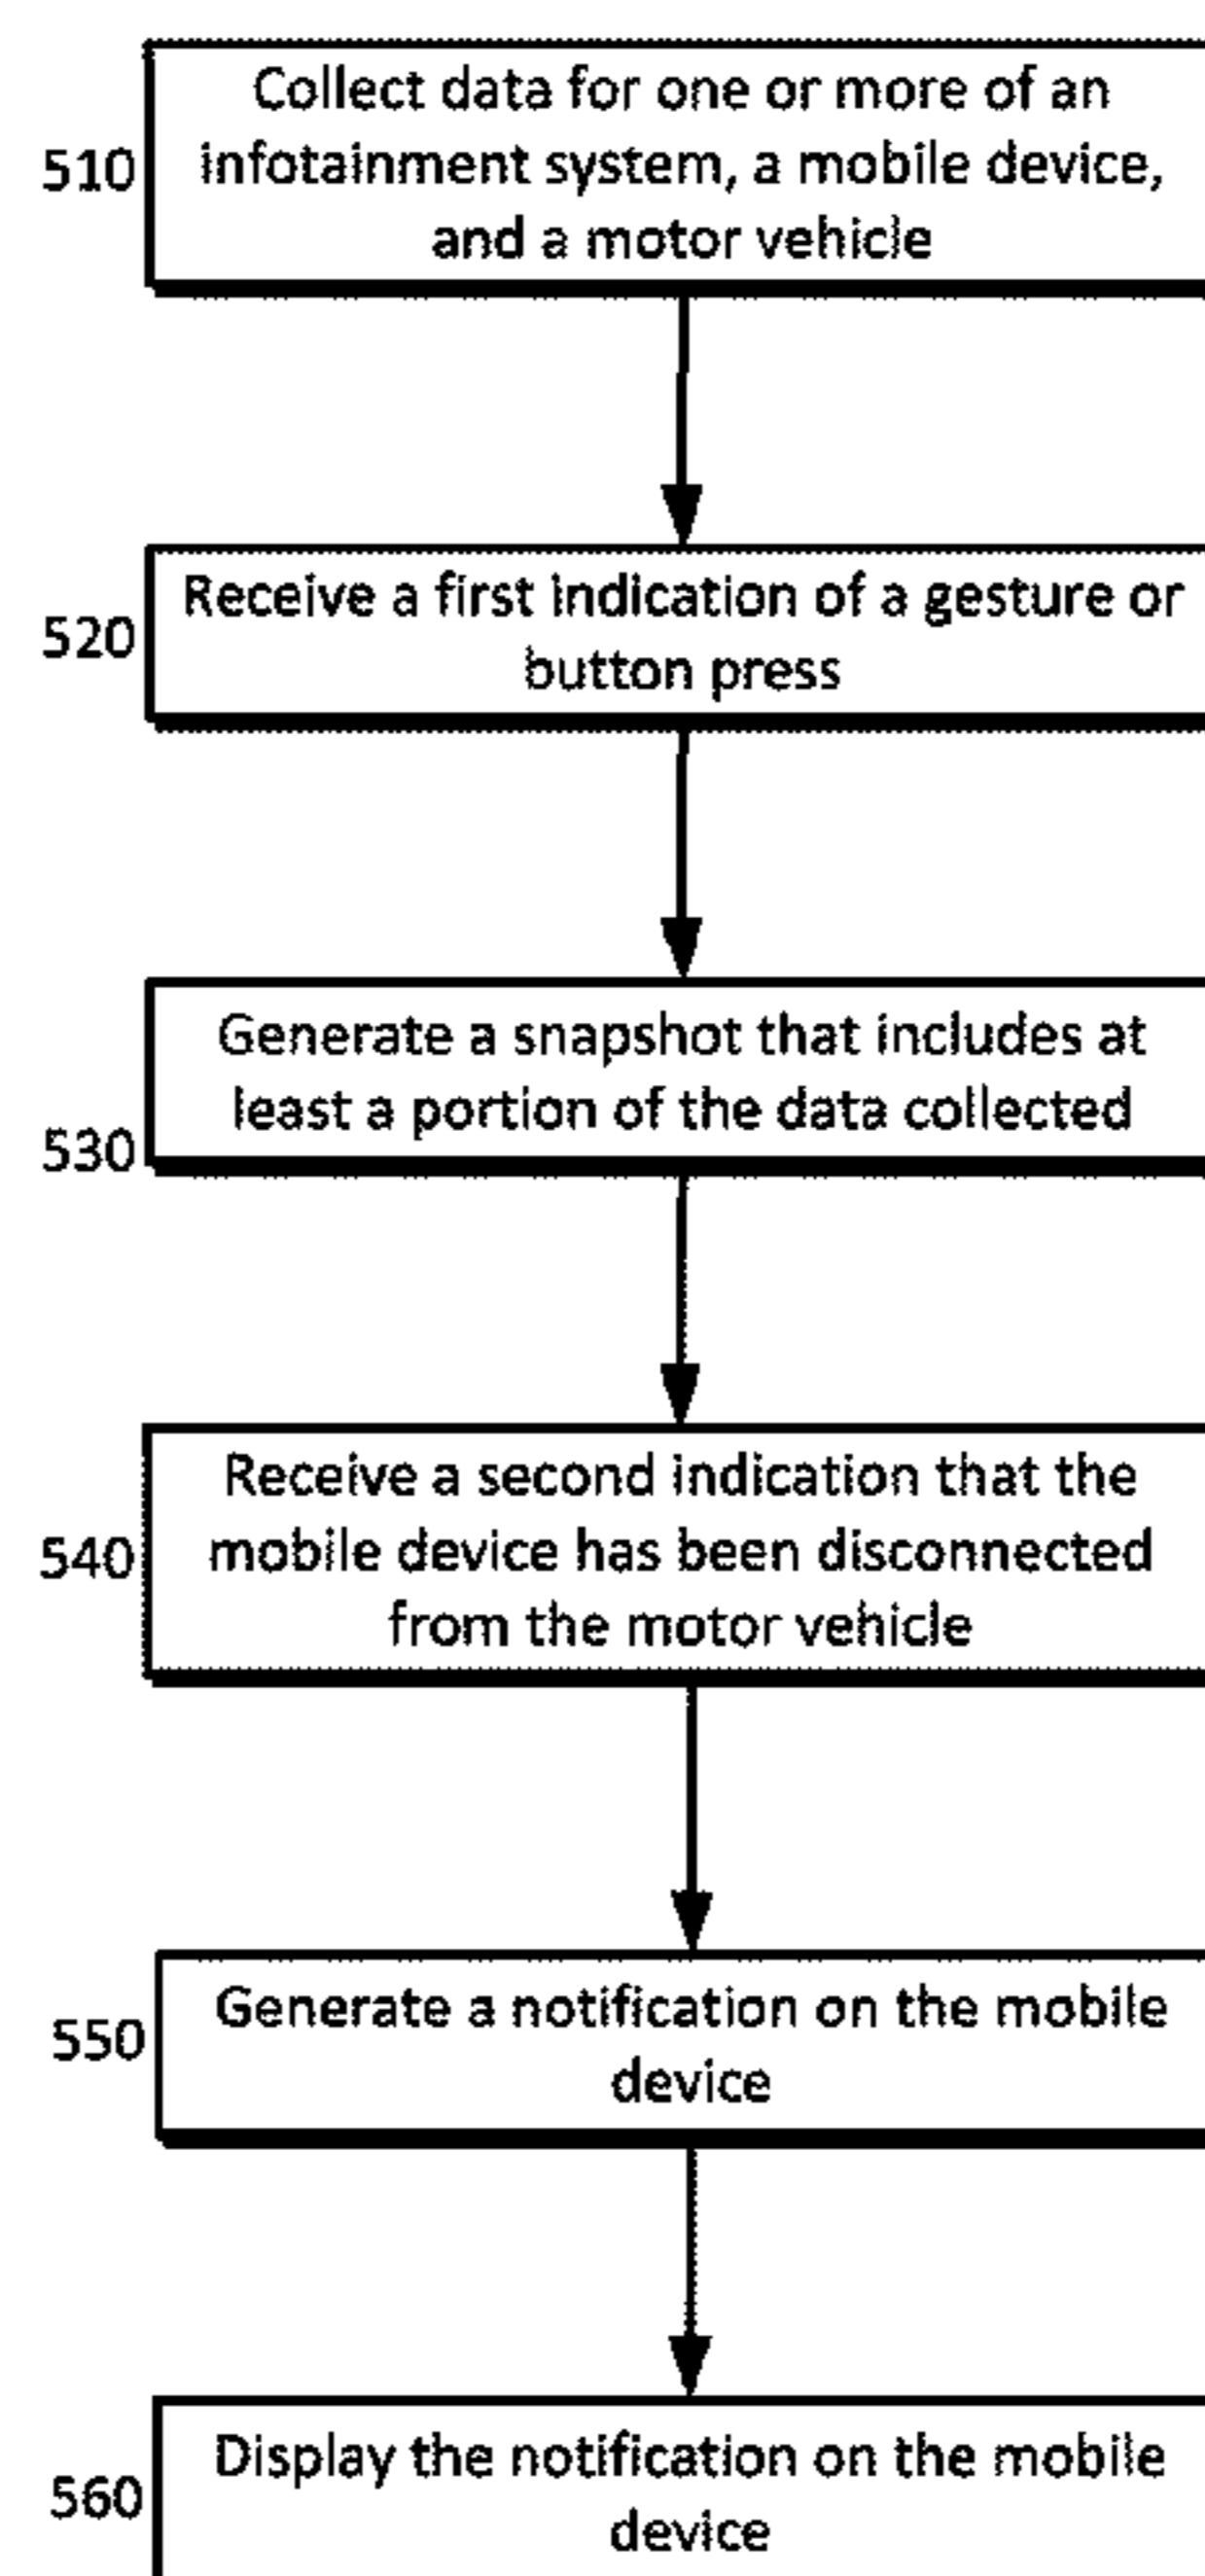 Collect data for one or more of an
infotainment system, a mobile device,
and a motor vehicle
510
Receive a first indication of a gesture or
button press
520
Generate a snapshot that includes at
least a portion of the data collected
530
Receive a second indication that the
mobile device has been disconnected
from the motor vehicle
540
Generate a notification on the mobile
device
550
Display the notification on the mobile
device
560